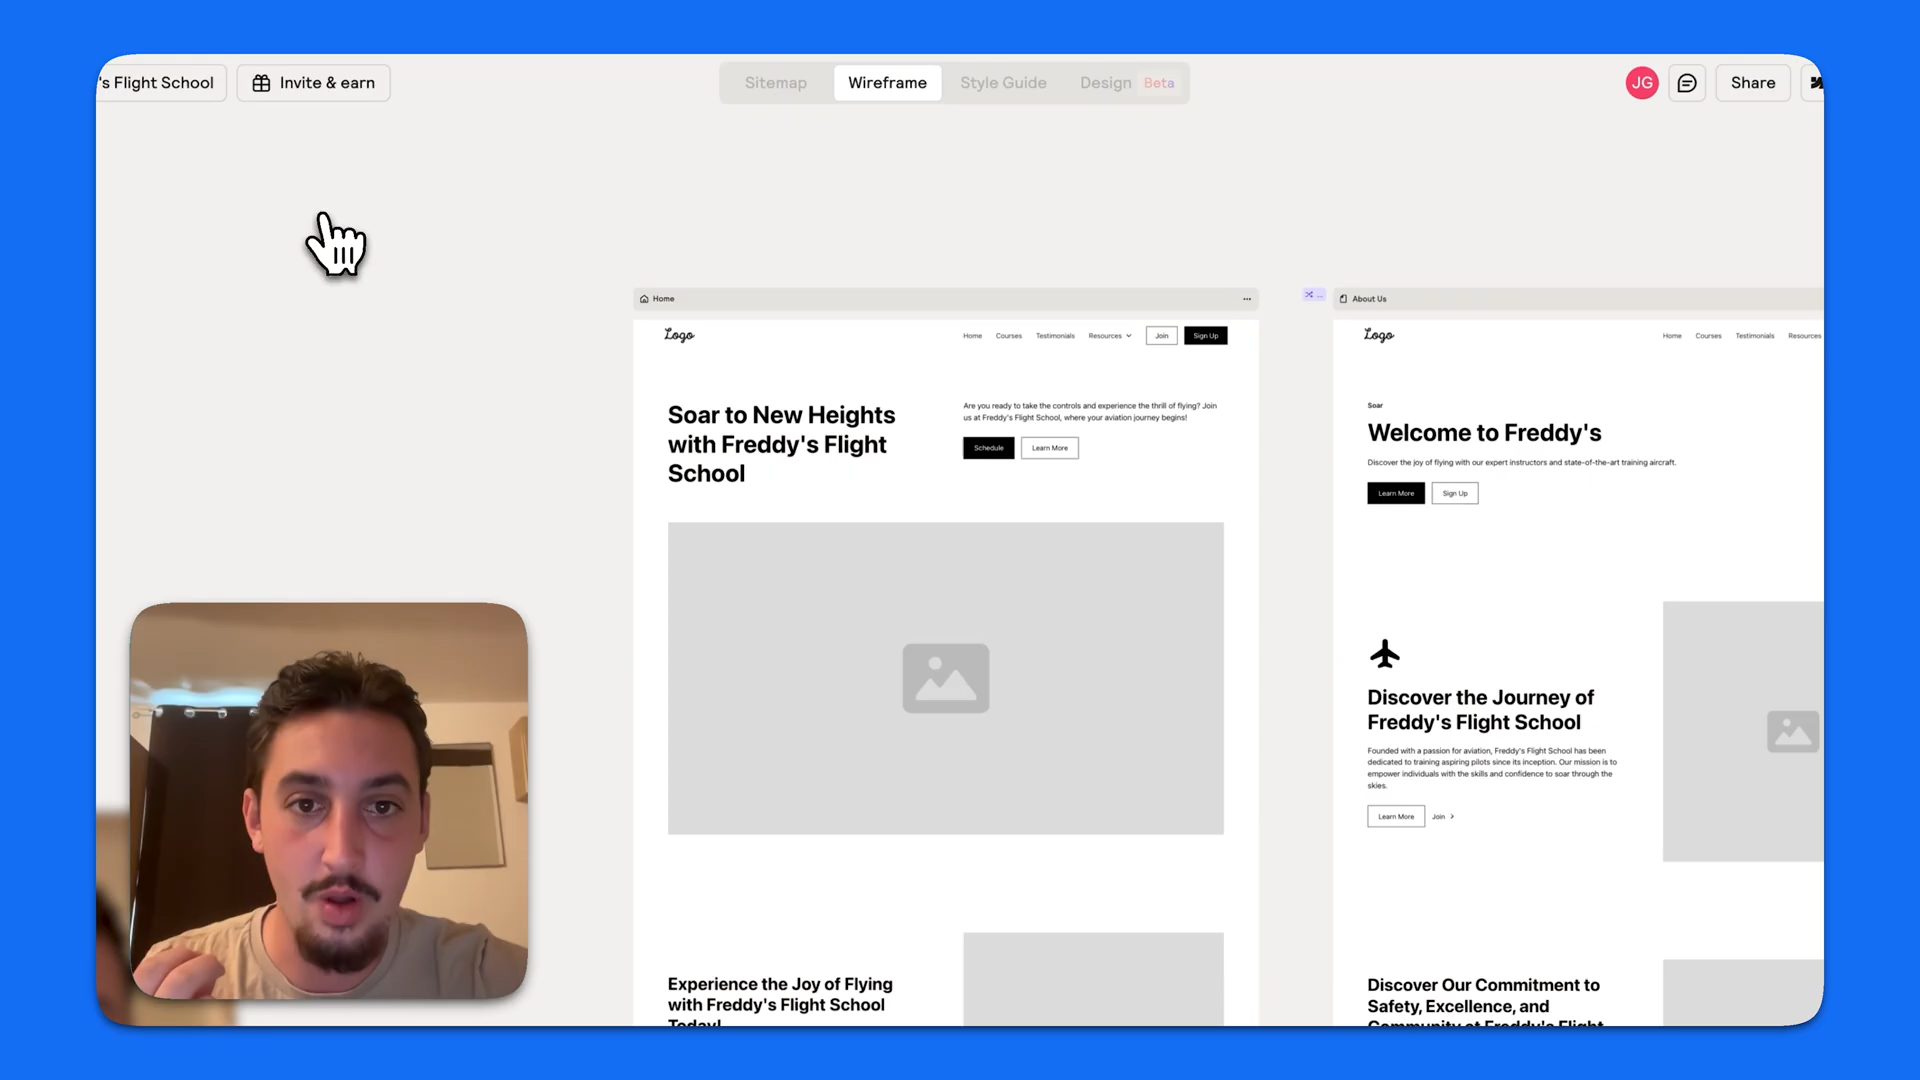 's Flight School
Invite & earn
Sitemap
Wireframe
Style Guide
Design Beta
JG
Share
Home
Logo
Home
Courses
Testimonials
Resources
Join
Sign Up
Soar to New Heights
with Freddy's Flight
School
Are you ready to take the controls and experience the thrill of flying? Join
us at Freddy's Flight School, where your aviation journey begins!
Schedule
Learn More
Experience the Joy of Flying
with Freddy's Flight School
Today!
About Us
Logo
Home
Courses
Testimonials
Resources
Soar
Welcome to Freddy's
Discover the joy of flying with our expert instructors and state-of-the-art training aircraft.
Learn More
Sign Up
Discover the Journey of
Freddy's Flight School
Founded with a passion for aviation, Freddy's Flight School has been
dedicated to training aspiring pilots since its inception. Our mission is to
empower individuals with the skills and confidence to soar through the
skies.
Learn More
Join
Discover Our Commitment to
Safety, Excellence, and
Community at Freddy's Flight